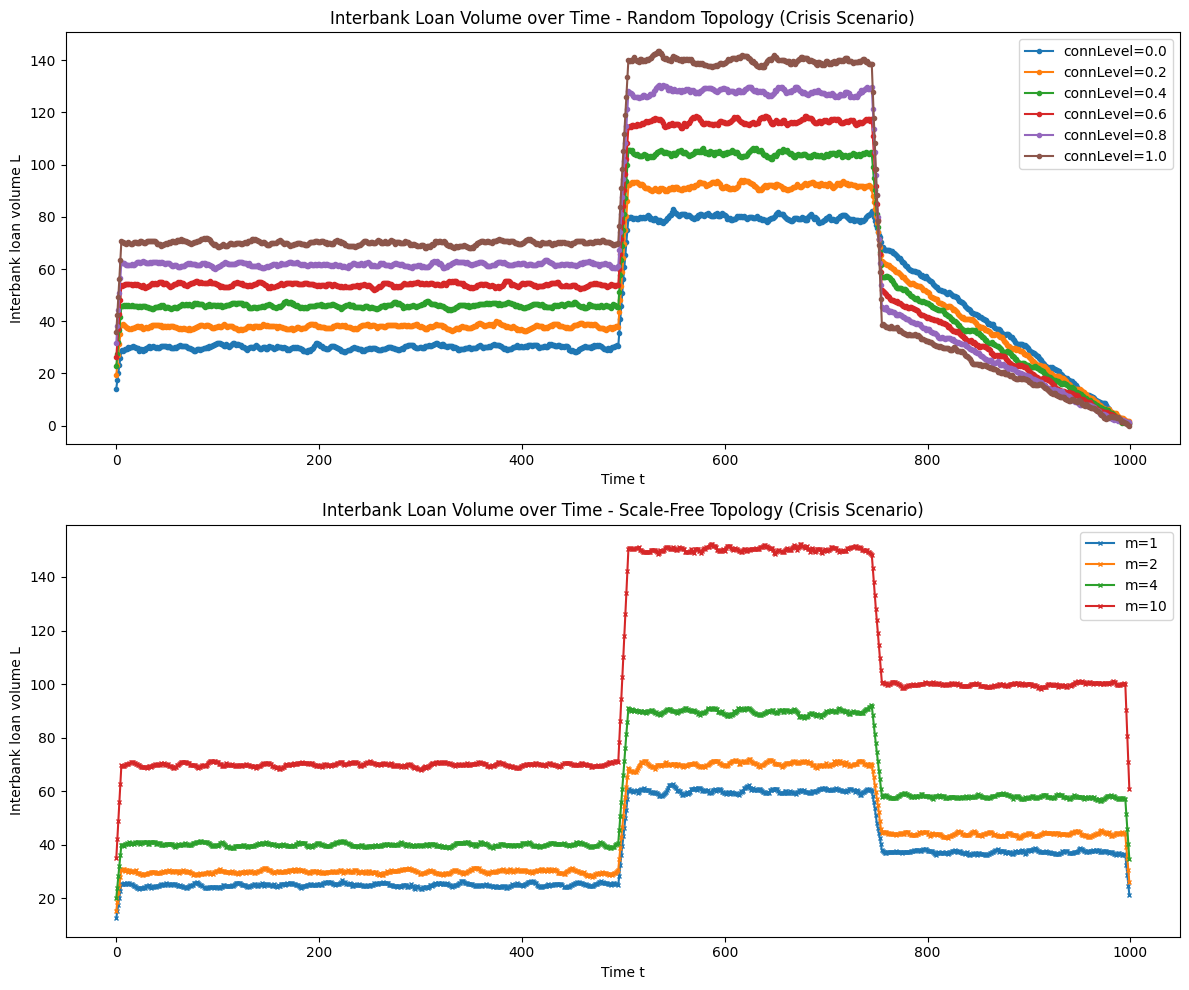 Interbank Loan Volume over Time - Random Topology (Crisis Scenario)
Interbank loan volume L
140
120
100
80
60
40
20
0
connLevel=0.0
connLevel=0.2
connLevel=0.4
connLevel=0.6
connLevel=0.8
connLevel=1.0
0 200 400 600 800 1000
Time t
Interbank Loan Volume over Time - Scale-Free Topology (Crisis Scenario)
Interbank loan volume L
140
120
100
80
60
40
20
m=1
m=2
m=4
m=10
0 200 400 600 800 1000
Time t